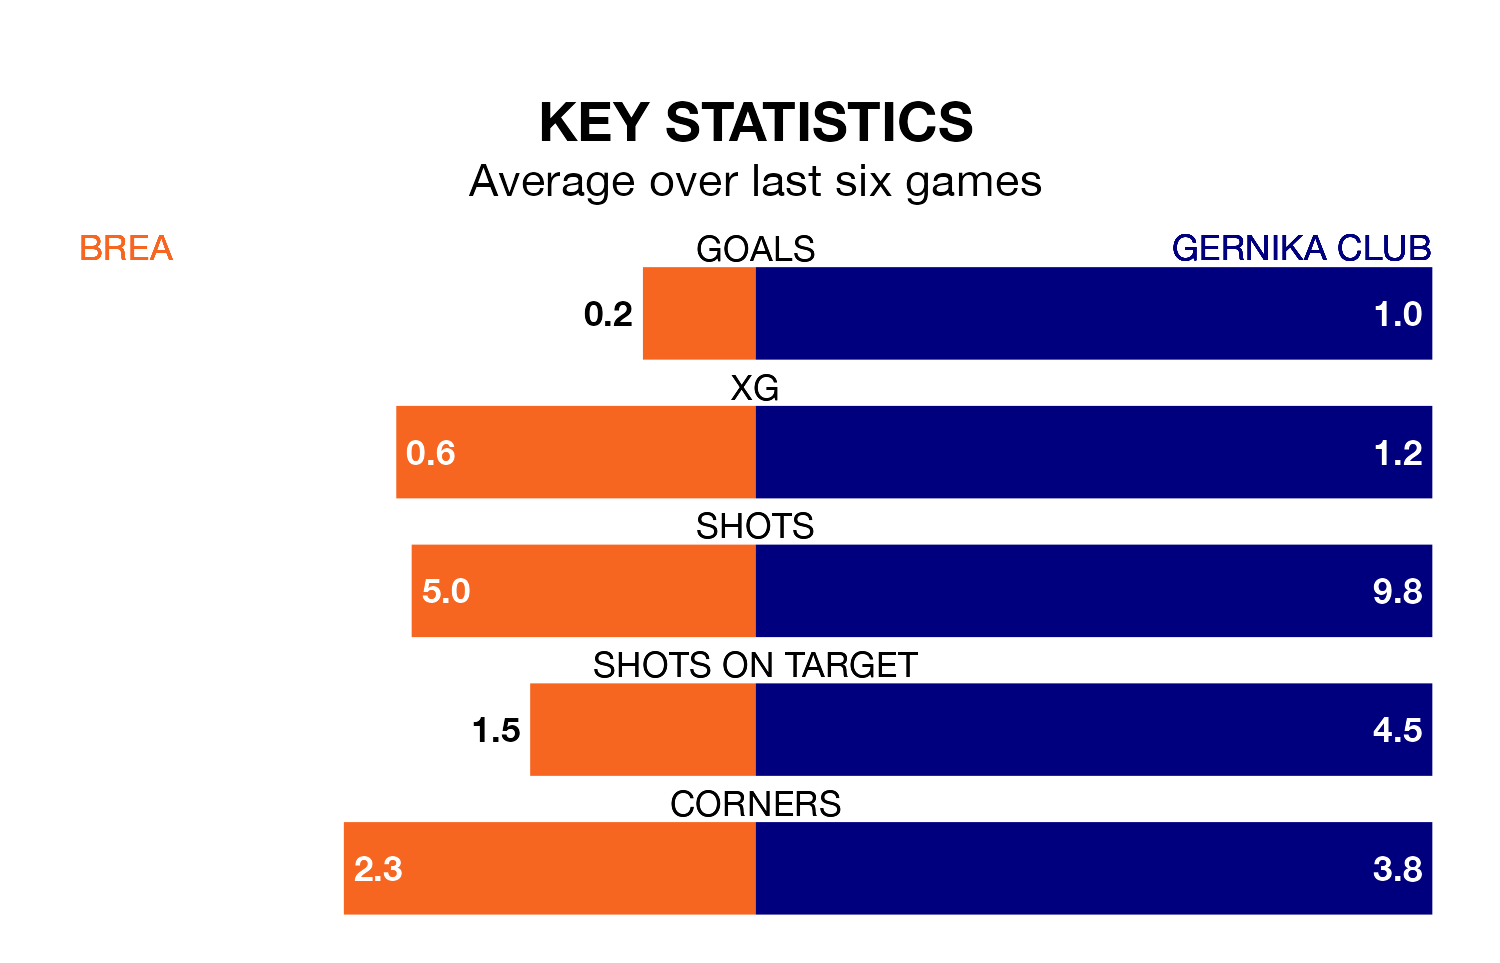 KEY STATISTICS
Average over last six games
BREA GOALS GERNIKA CLUB
0.2 1.0
XG
0.6 1.2
SHOTS
5.0 9.8
SHOTS ON TARGET
1.5 4.5
CORNERS
2.3 3.8